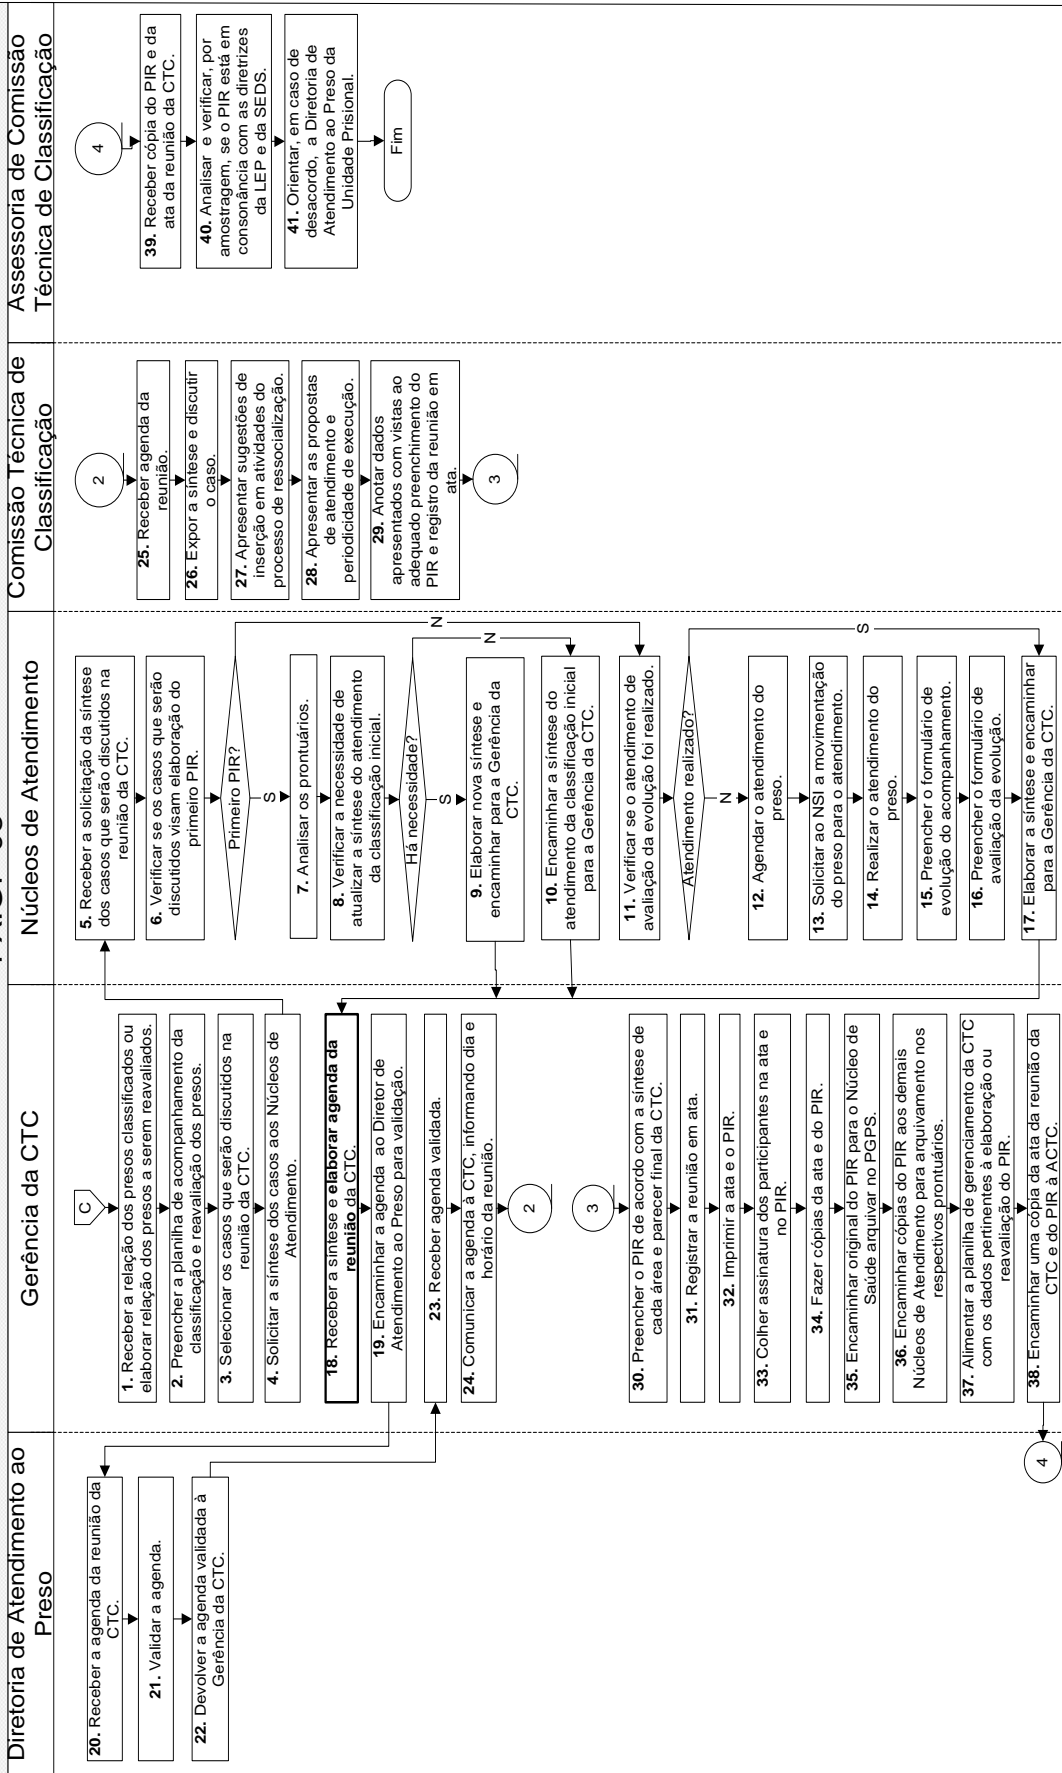 Diretoria de Atendimento ao
Preso
20. Receber a agenda da reunião da
CTC.
21. Validar a agenda.
22. Devolver a agenda validada à
Gerência da CTC.
Gerência da CTC
C
1. Receber a relação dos presos classificados ou
elaborar relação dos presos a serem reavaliados.
2. Preencher a planilha de acompanhamento da
classificação e reavaliação dos presos.
3. Selecionar os casos que serão discutidos na
reunião da CTC.
4. Solicitar a síntese dos casos aos Núcleos de
Atendimento.
18. Receber a síntese e elaborar agenda da
reunião da CTC.
19. Encaminhar a agenda ao Diretor de
Atendimento ao Preso para validação.
23. Receber agenda validada.
24. Comunicar a agenda à CTC, informando dia e
horário da reunião.
2
3
30. Preencher o PIR de acordo com a síntese de
cada área e parecer final da CTC.
31. Registrar a reunião em ata.
32. Imprimir a ata e o PIR.
33. Colher assinatura dos participantes na ata e
no PIR.
34. Fazer cópias da ata e do PIR.
35. Encaminhar original do PIR para o Núcleo de
Saúde arquivar no PGPS.
36. Encaminhar cópias do PIR aos demais
Núcleos de Atendimento para arquivamento nos
respectivos prontuários.
37. Alimentar a planilha de gerenciamento da CTC
com os dados pertinentes à elaboração ou
reavaliação do PIR.
38. Encaminhar uma cópia da ata da reunião da
CTC e do PIR à ACTC.
4
Núcleos de Atendimento
5. Receber a solicitação da síntese
dos casos que serão discutidos na
reunião da CTC.
6. Verificar se os casos que serão
discutidos visam elaboração do
primeiro PIR.
Primeiro PIR?
S
N
7. Analisar os prontuários.
8. Verificar a necessidade de
atualizar a síntese do atendimento
da classificação inicial.
Há necessidade?
S
N
9. Elaborar nova síntese e
encaminhar para a Gerência da
CTC.
10. Encaminhar a síntese do
atendimento da classificação inicial
para a Gerência da CTC.
11. Verificar se o atendimento de
avaliação da evolução foi realizado.
Atendimento realizado?
N
S
12. Agendar o atendimento do
preso.
13. Solicitar ao NSI a movimentação
do preso para o atendimento.
14. Realizar o atendimento do
preso.
15. Preencher o formulário de
evolução do acompanhamento.
16. Preencher o formulário de
avaliação da evolução.
17. Elaborar a síntese e encaminhar
para a Gerência da CTC.
Comissão Técnica de
Classificação
2
25. Receber agenda da
reunião.
26. Expor a síntese e discutir
o caso.
27. Apresentar sugestões de
inserção em atividades do
processo de ressocialização.
28. Apresentar as propostas
de atendimento e
periodicidade de execução.
29. Anotar dados
apresentados com vistas ao
adequado preenchimento do
PIR e registro da reunião em
ata.
3
Assessoria de Comissão
Técnica de Classificação
4
39. Receber cópia do PIR e da
ata da reunião da CTC.
40. Analisar e verificar, por
amostragem, se o PIR está em
consonância com as diretrizes
da LEP e da SEDS.
41. Orientar, em caso de
desacordo, a Diretoria de
Atendimento ao Preso da
Unidade Prisional.
Fim